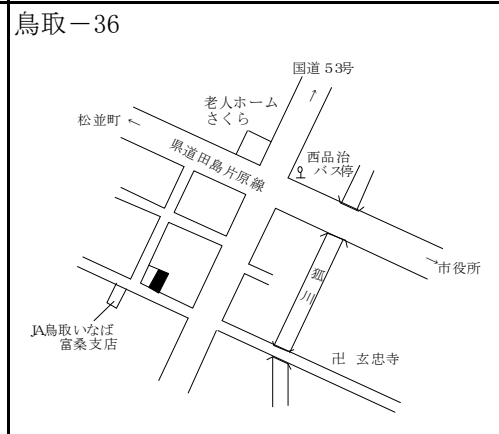 鳥取－36
国道53号
↑
老人ホーム
さくら
松並町 ←
県道田島片原線
西品治
バス停
→市役所
狐川
JA鳥取いなば
富桑支店
卍 玄忠寺